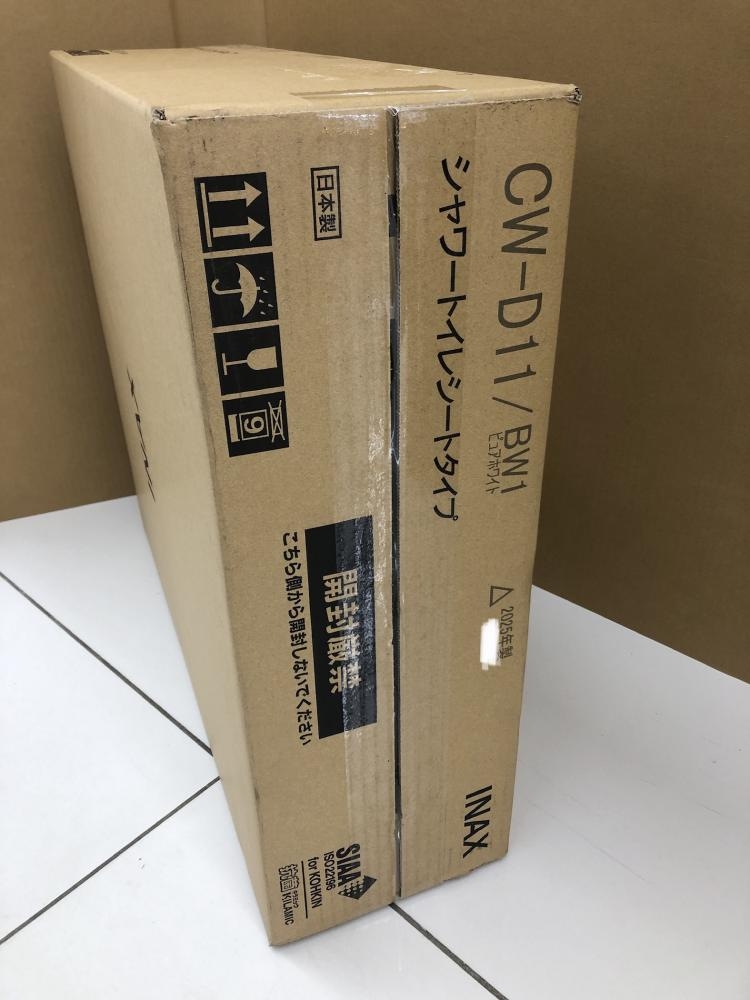 CW-D11/BW1
ピュアホワイト
シャワートイレシートタイプ
2025年製
INAX
日本製
9
開封厳禁
こちら側から開封しないでください
SIAA
ISO22196
for KOHKIN
抗菌
KILAMIC